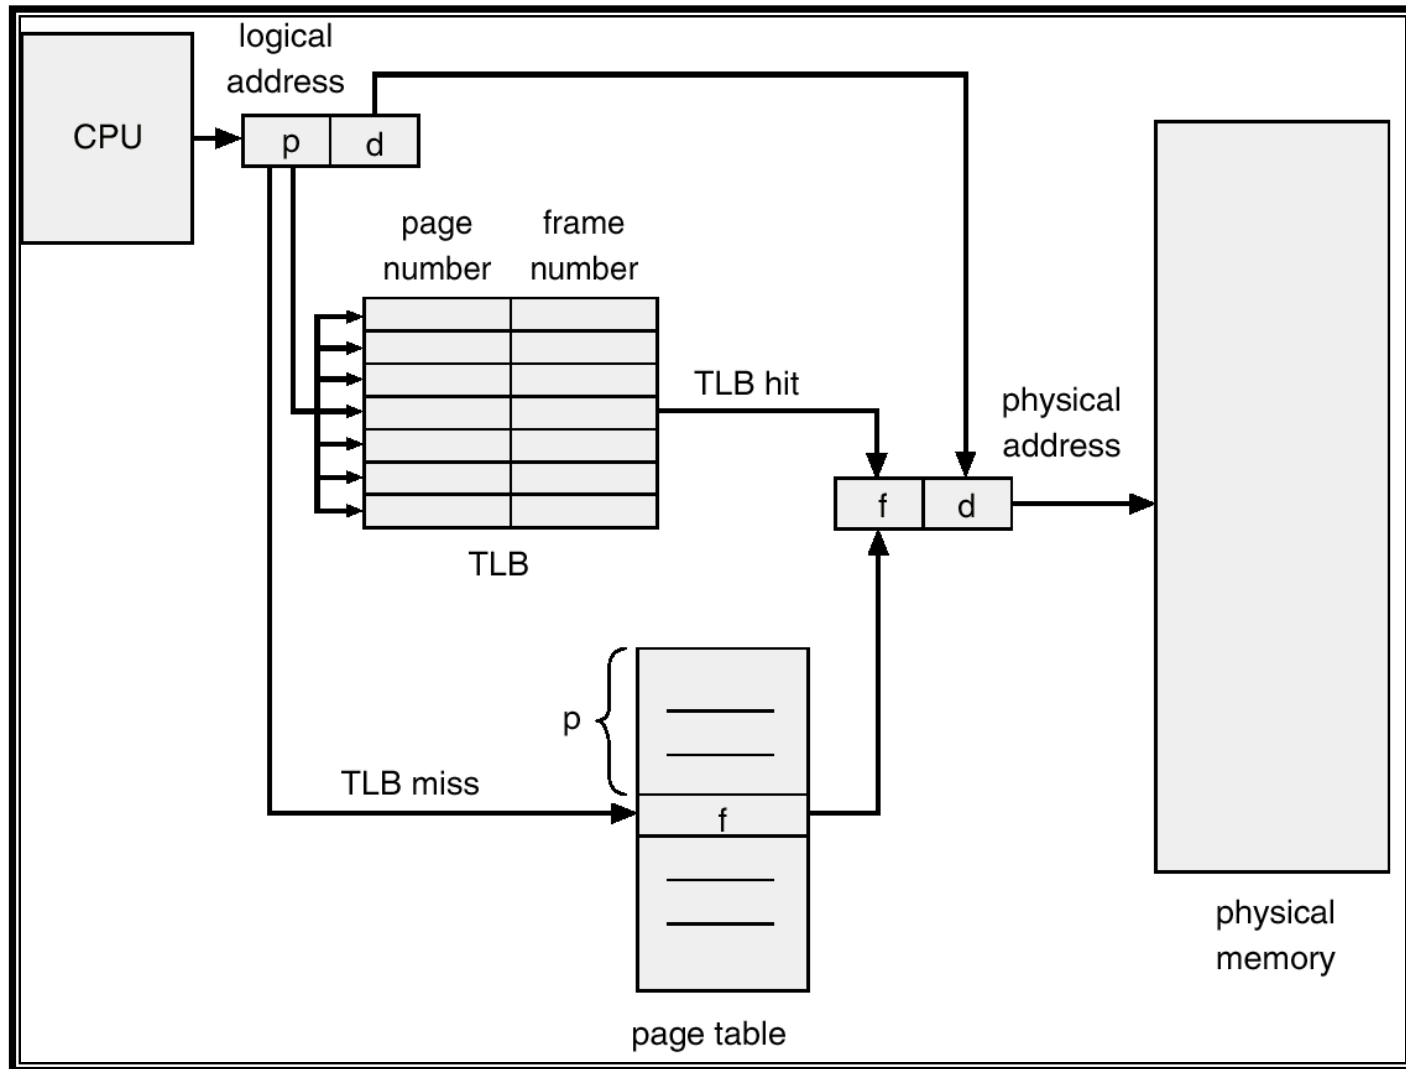 logical
address
CPU
p
d
page
number
frame
number
TLB hit
physical
address
f
d
TLB
p
TLB miss
f
physical
memory
page table